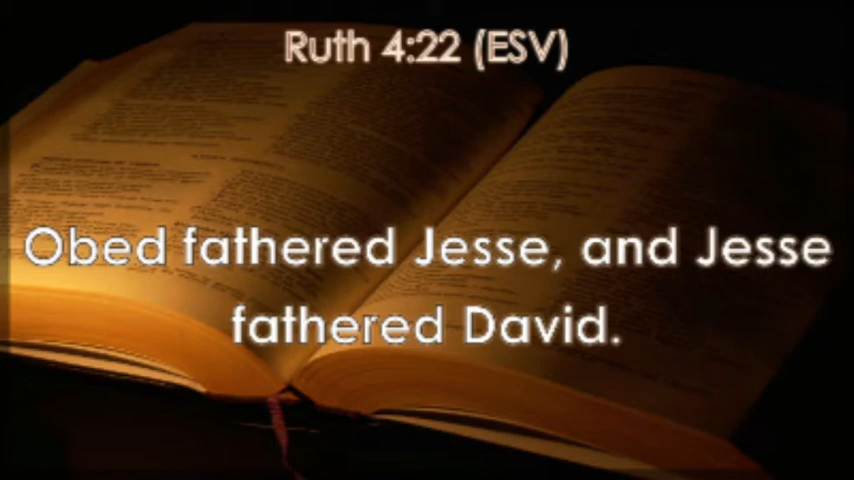 Ruth 4:22 (ESV)
Obed fathered Jesse, and Jesse
fathered David.